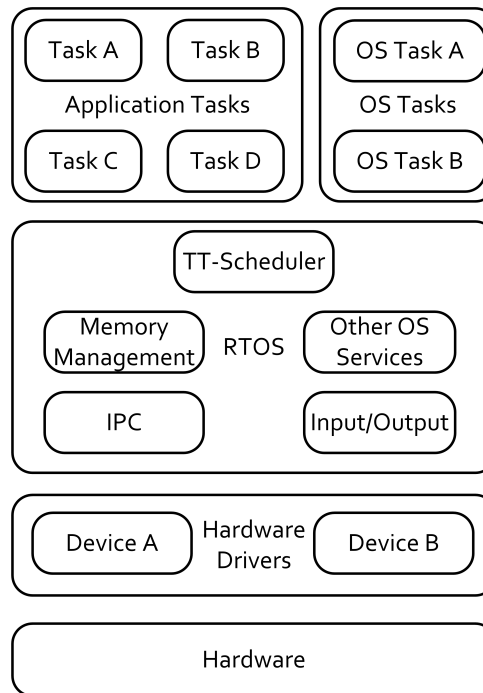 Task A
Task B
Application Tasks
Task C
Task D
OS Task A
OS Tasks
OS Task B
TT-Scheduler
Memory
Management
RTOS
Other OS
Services
IPC
Input/Output
Device A
Hardware
Drivers
Device B
Hardware